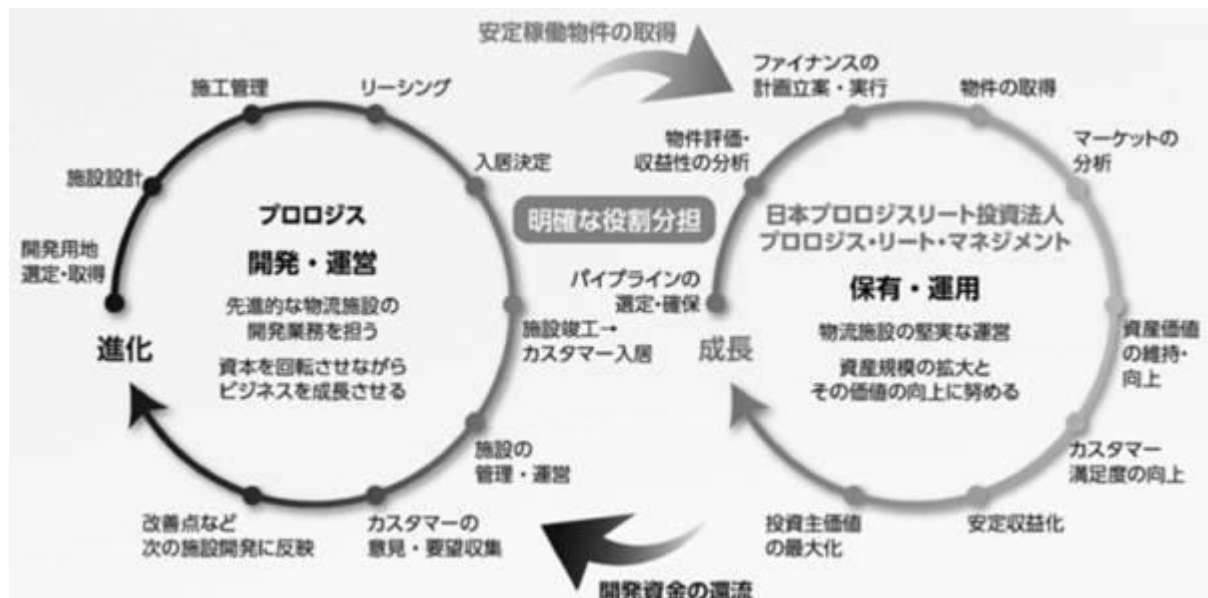 安定稼働物件の取得
施工管理
リーシング
施設設計
入居決定
開発用地
選定・取得
プロロジス
開発・運営
先進的な物流施設の
開発業務を担う
資本を回転させながら
ビジネスを成長させる
進化
施設竣工→
カスタマー入居
施設の
管理・運営
カスタマーの
意見・要望収集
改善点など
次の施設開発に反映
明確な役割分担
ファイナンスの
計画立案・実行
物件の取得
物件評価・
収益性の分析
マーケットの
分析
日本プロロジスリート投資法人
プロロジス・リート・マネジメント
保有・運用
パイプラインの
選定・確保
成長
物流施設の堅実な運営
資産規模の拡大と
その価値の向上に努める
資産価値
の維持・
向上
カスタマー
満足度の向上
安定収益化
投資主価値
の最大化
開発資金の還流